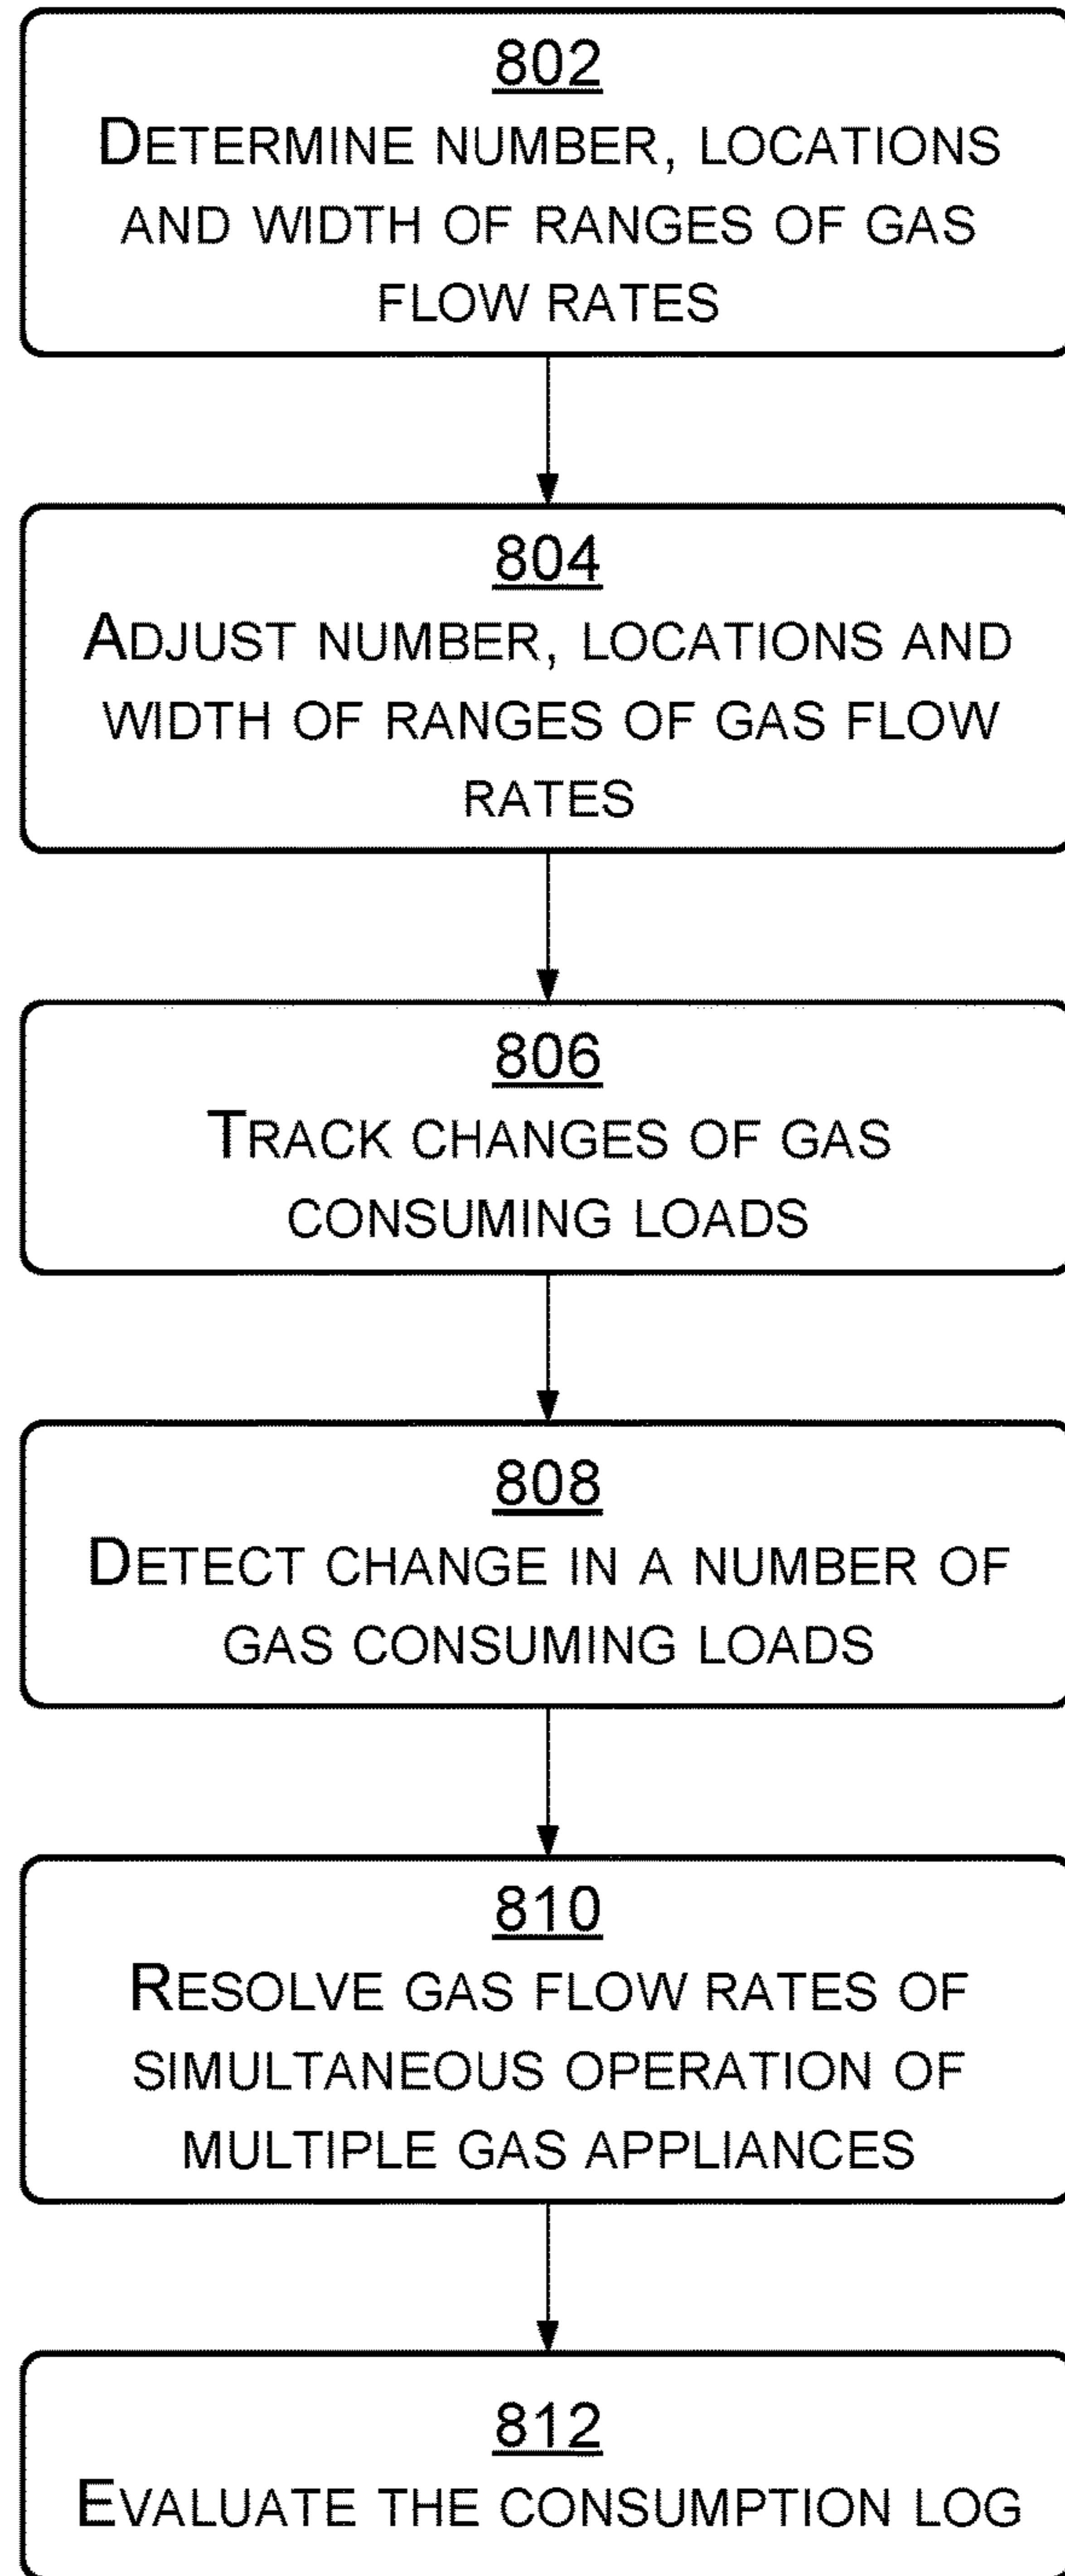 802
DETERMINE NUMBER, LOCATIONS
AND WIDTH OF RANGES OF GAS
FLOW RATES
804
ADJUST NUMBER, LOCATIONS AND
WIDTH OF RANGES OF GAS FLOW
RATES
806
TRACK CHANGES OF GAS
CONSUMING LOADS
808
DETECT CHANGE IN A NUMBER OF
GAS CONSUMING LOADS
810
RESOLVE GAS FLOW RATES OF
SIMULTANEOUS OPERATION OF
MULTIPLE GAS APPLIANCES
812
EVALUATE THE CONSUMPTION LOG